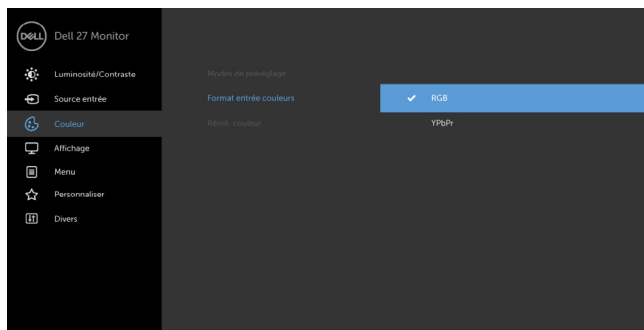 DELL
Dell 27 Monitor
Luminosité/Contraste
Source entrée
Couleur
Affichage
Menu
Personnaliser
Divers
Modes de préréglage
Format entrée couleurs
Réinit. couleur
RGB
YPbPr